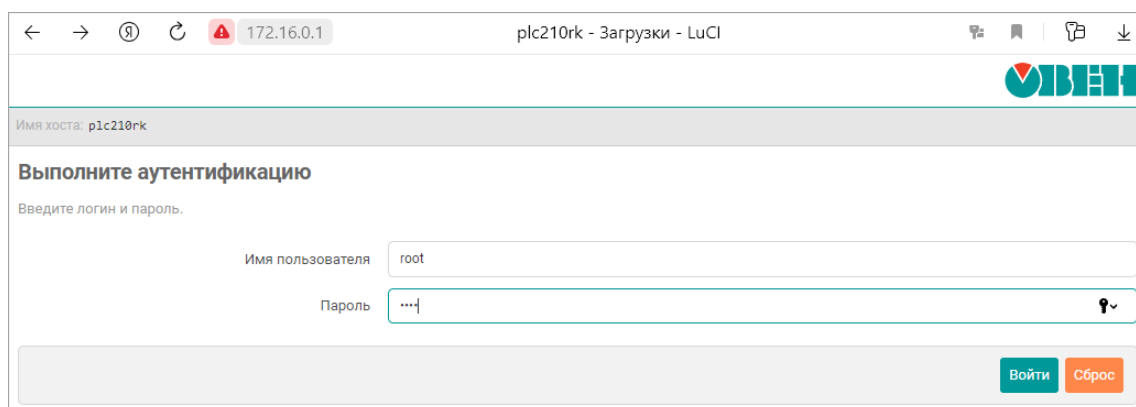 172.16.0.1 plc210rk - Загрузки - LuCI
ОВЕН
Имя хоста: plc210rk
Выполните аутентификацию
Введите логин и пароль.
Имя пользователя root
Пароль ····
Войти Сброс